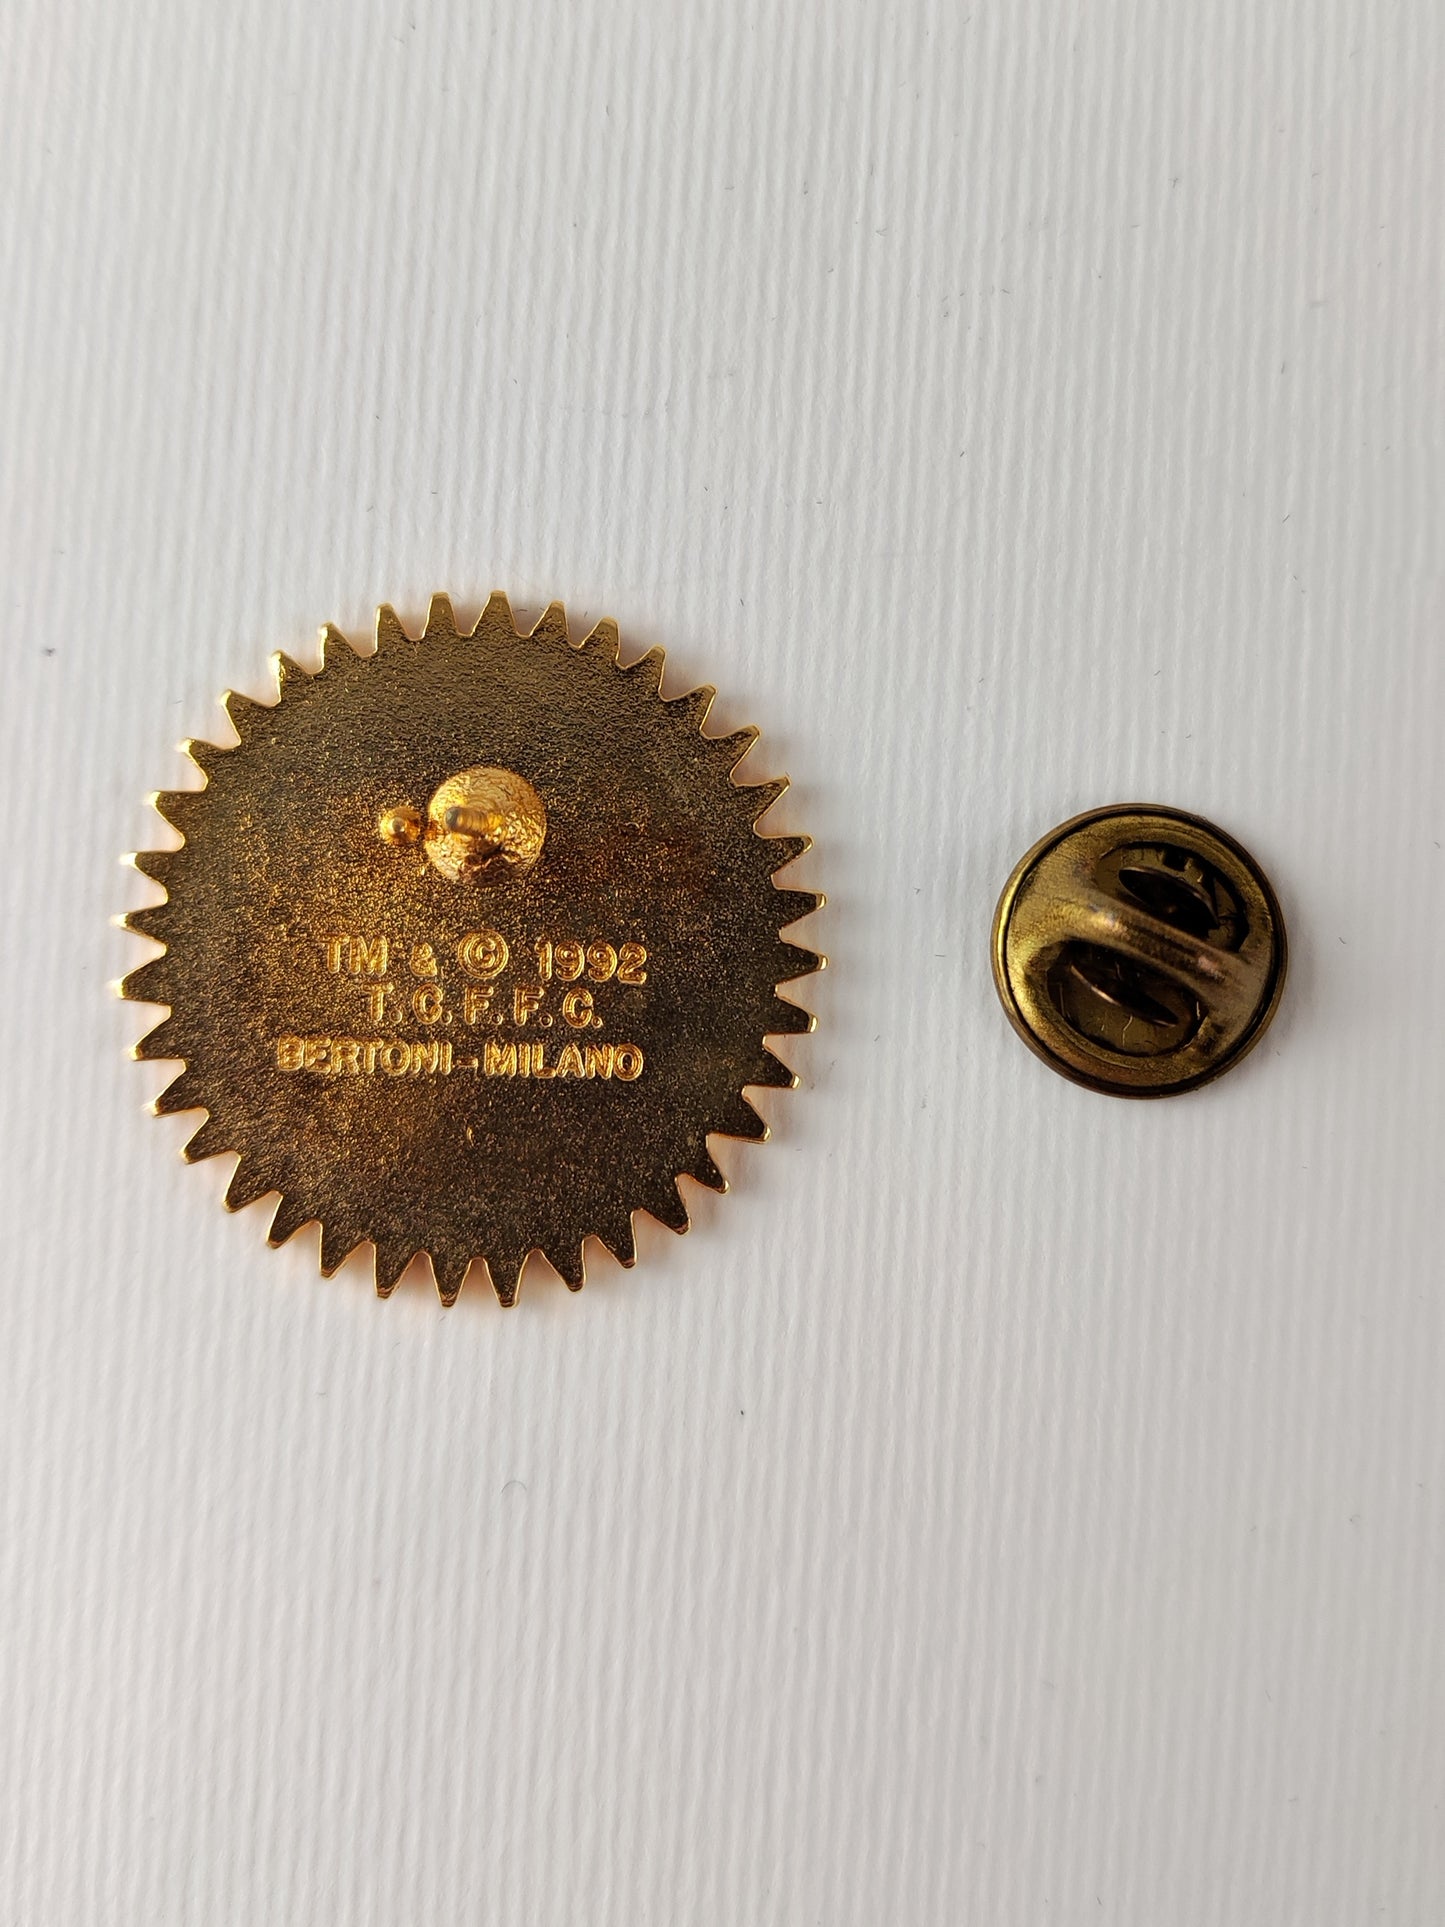 TM & © 1992
T.C.F.F.C.
BERTONI-MILANO